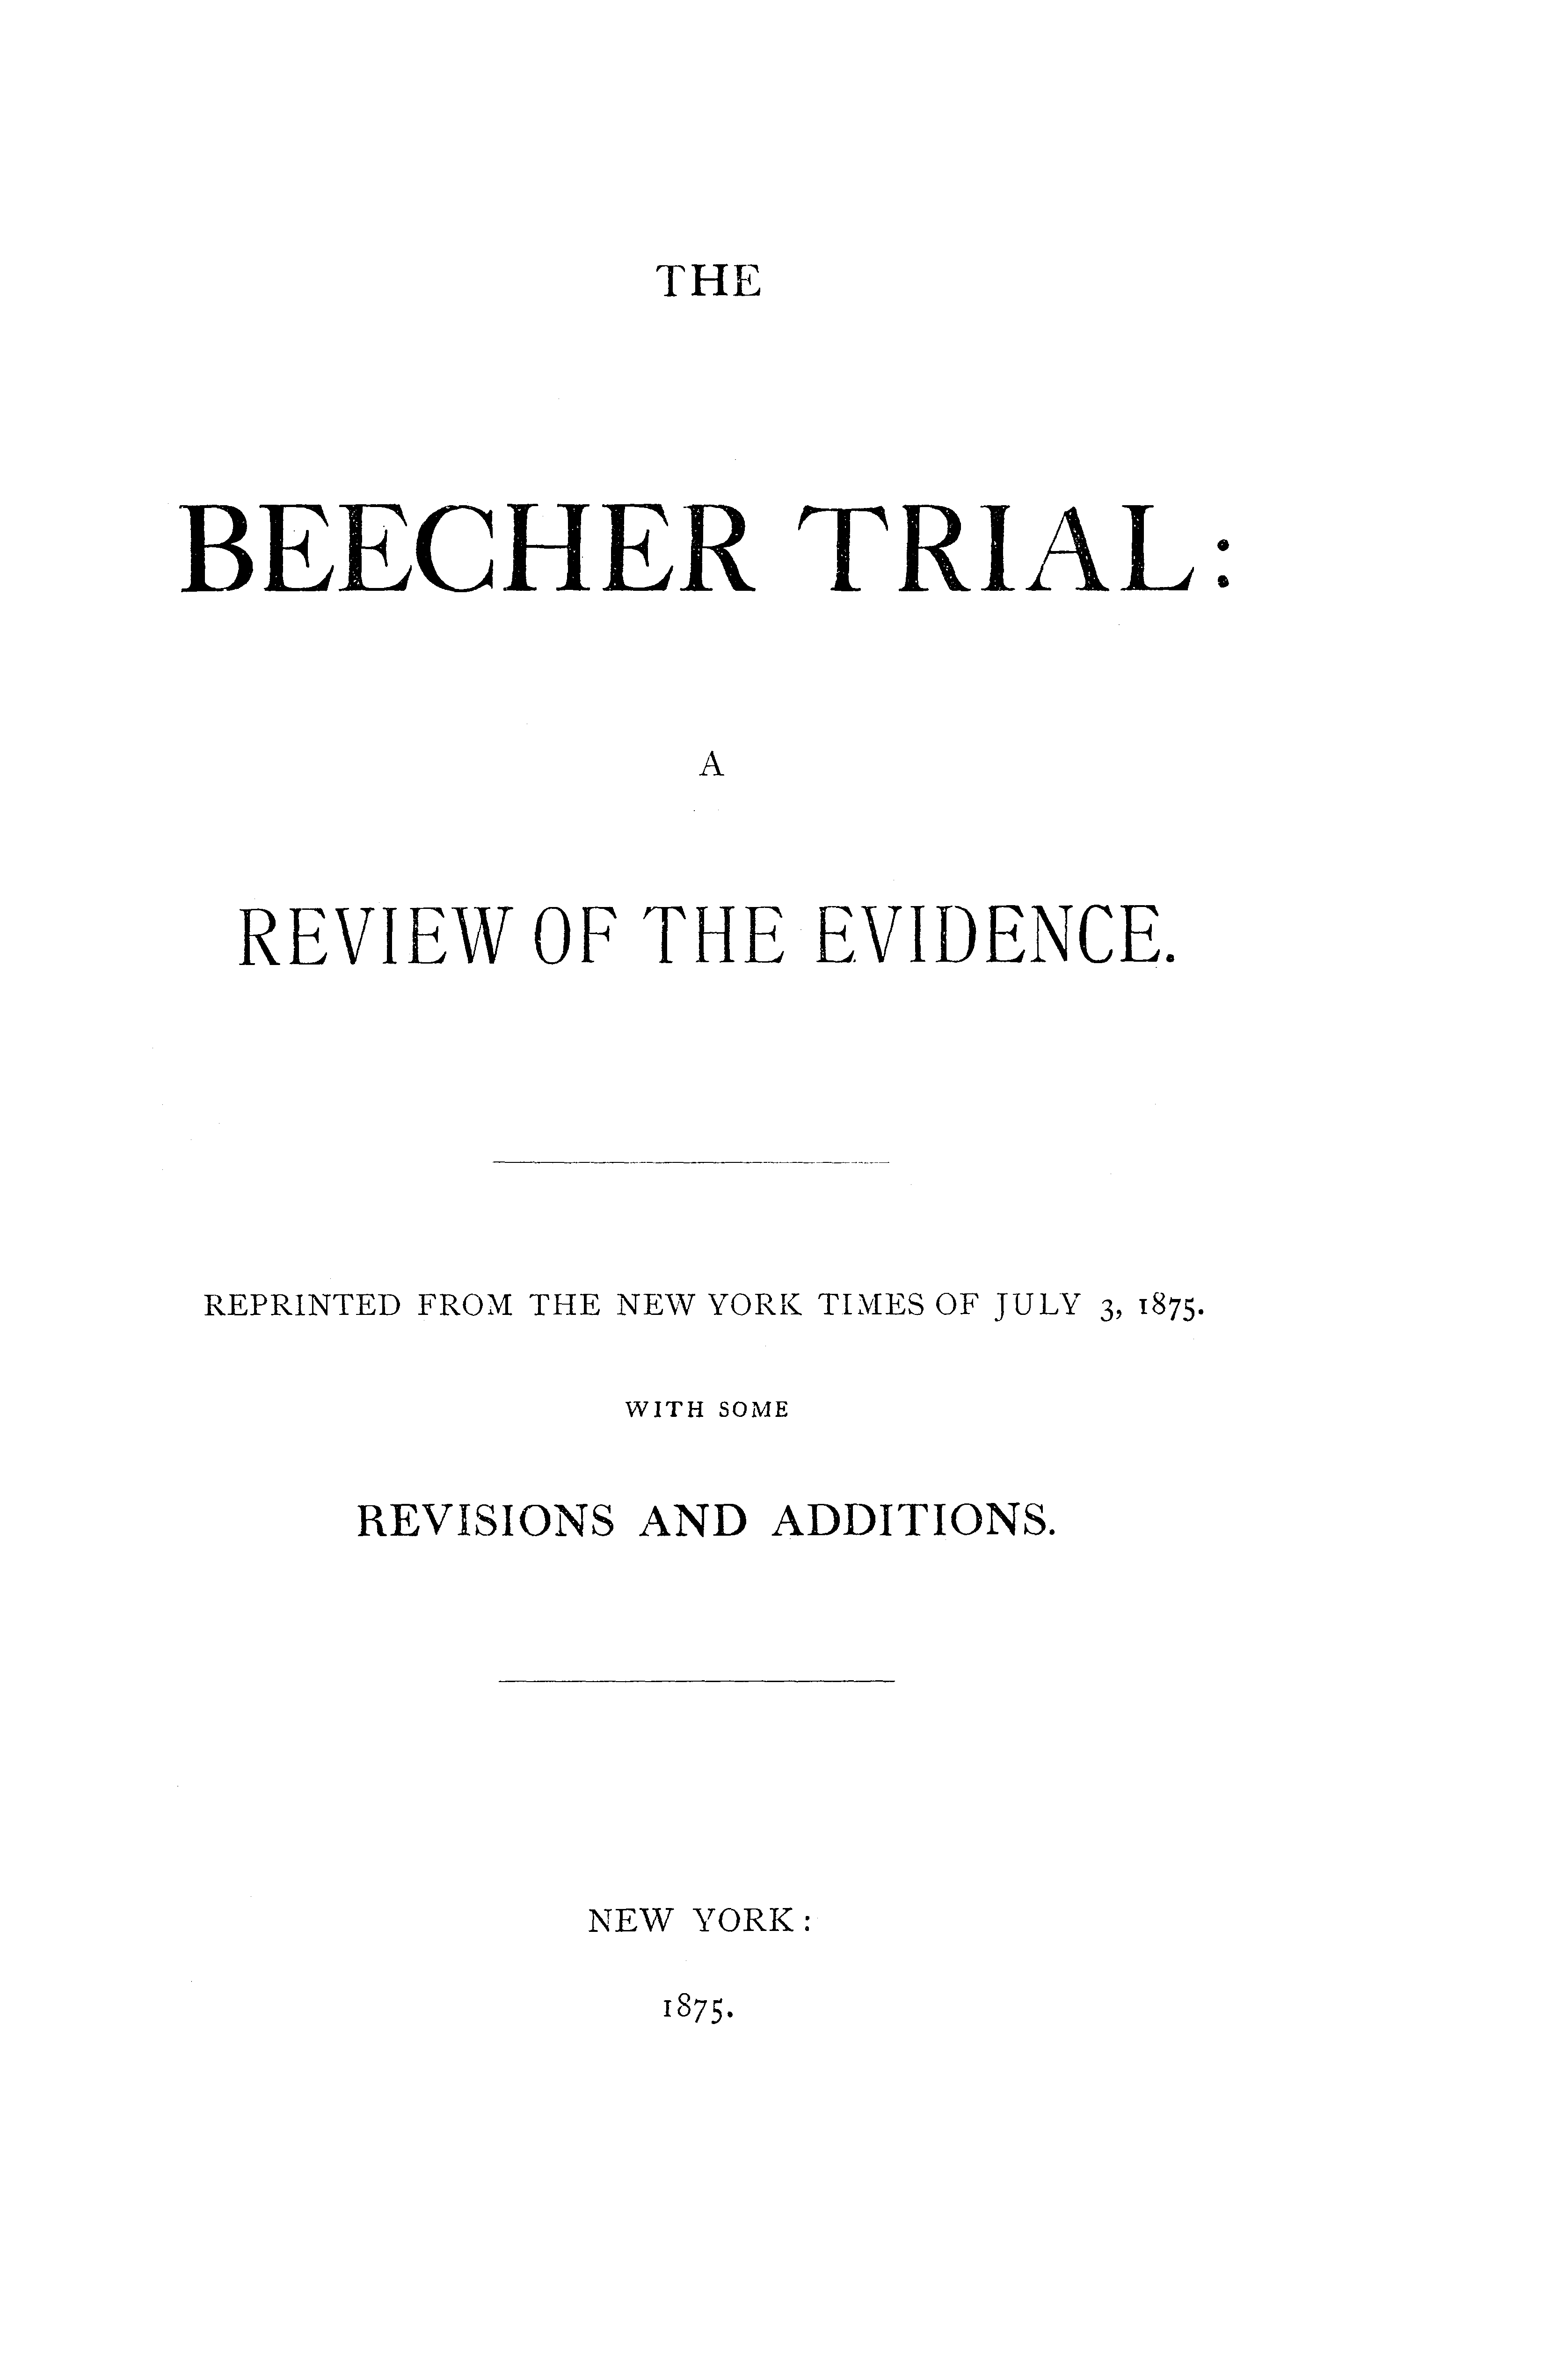 THE
BEECHER TRIAL:
A
REVIEW OF THE EVIDENCE.
REPRINTED FROM THE NEW YORK TIMES OF JULY 3, 1875.
WITH SOME
REVISIONS AND ADDITIONS.
NEW YORK:
1875.